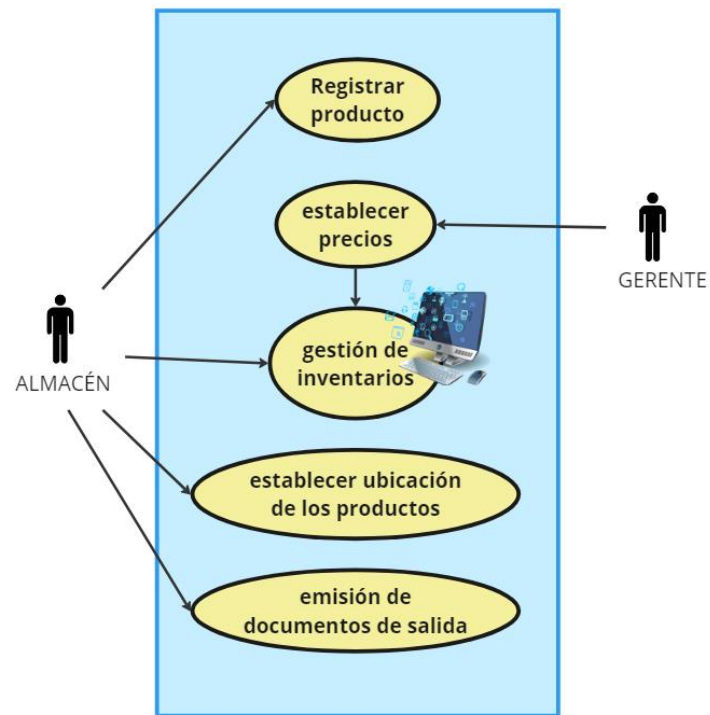 Registrar
producto
establecer
precios
GERENTE
gestión de
inventarios
ALMACÉN
establecer ubicación
de los productos
emisión de
documentos de salida